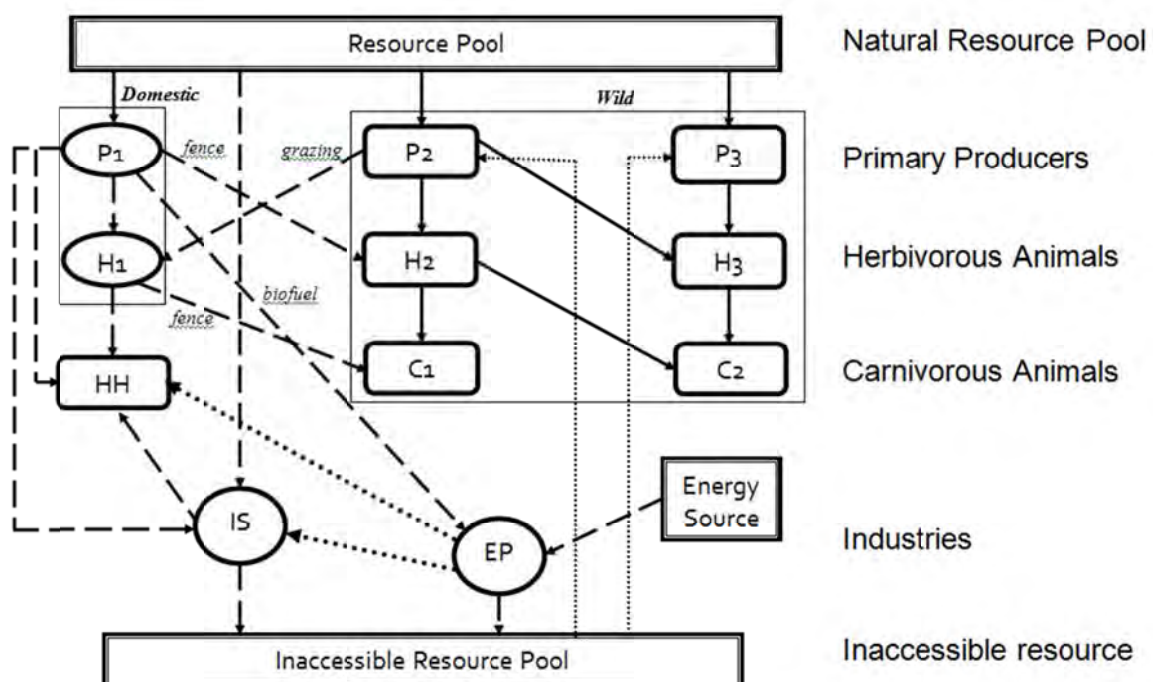 Resource Pool
Natural Resource Pool
Domestic
Wild
P1
fence
grazing
P2
P3
Primary Producers
H1
H2
H3
Herbivorous Animals
biofuel
fence
HH
C1
C2
Carnivorous Animals
Energy
Source
IS
EP
Industries
Inaccessible Resource Pool
Inaccessible resource